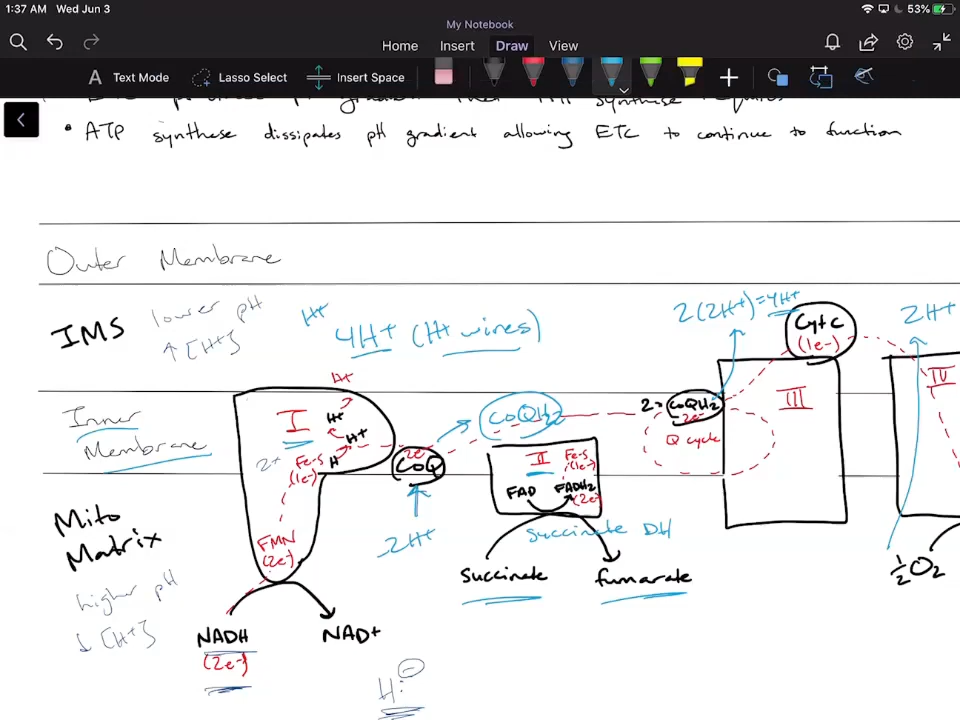 1:37 AM Wed Jun 3
53%
My Notebook
Home Insert Draw View
Text Mode Lasso Select Insert Space
• ATP synthese dissipates pH gradient allowing ETC to continue to function
Outer Membrane
IMS
lower pH
↑ [H+]
H+
4H+ (H+ wires)
2(2H+)=4H+
Cyt C
(1e-)
2H+
H+
Inner
Membrane
I
H+
H+
H
2+
Fe-S
(1e-)
2e-
CoQ
CoQH2
2H+
II
Fe-S
(1e-)
FAD
FADH2
(2e-)
2x CoQH2
2e-
Q cycle
III
IV
Mito
Matrix
higher pH
↓ [H+]
FMN
(2e-)
NADH
(2e-)
NAD+
H:
−
succinate DH
succinate
fumarate
½O2